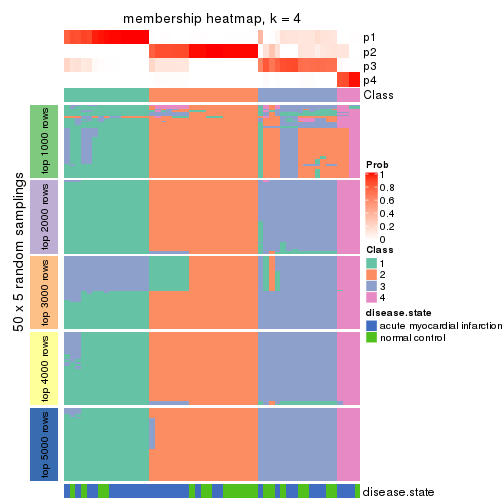 membership heatmap, k = 4
p1
p2
p3
p4
Class
50 x 5 random samplings
top 1000 rows
top 2000 rows
top 3000 rows
top 4000 rows
top 5000 rows
Prob
1
0.8
0.6
0.4
0.2
0
Class
1
2
3
4
disease.state
acute myocardial infarction
normal control
disease.state